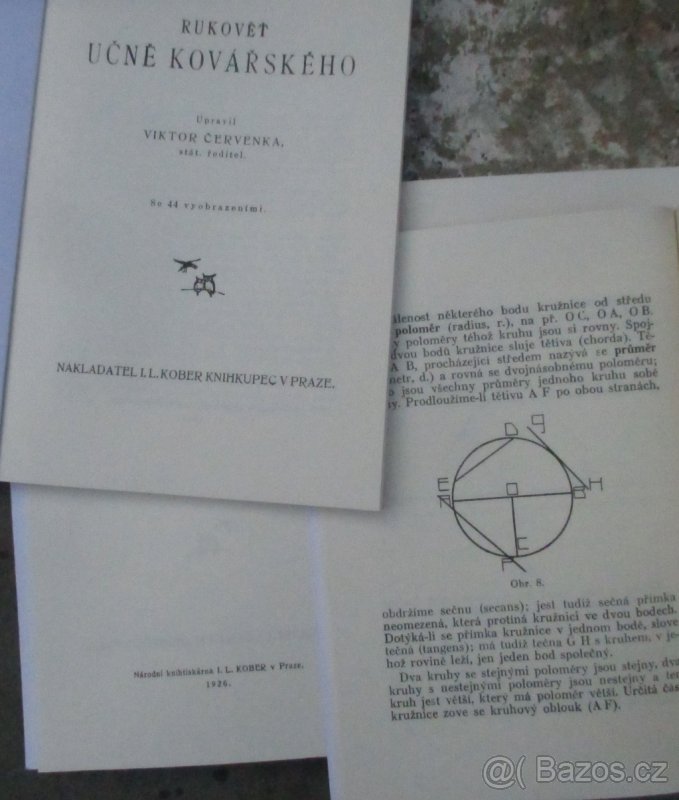 RUKOVĚŤ
UČNĚ KOVÁŘSKÉHO
Upravil
VIKTOR ČERVENKA,
stát. ředitel.
Se 44 vyobrazeními.
NAKLADATEL I. L. KOBER KNIHKUPEC V PRAZE.
Národní knihtiskárna I. L. KOBER v Praze.
1926.
álenost některého bodu kružnice od středu
poloměr (radius, r.), na př. O C, O A, O B.
y poloměry téhož kruhu jsou si rovny. Spoj-
dvou bodů kružnice sluje tětiva (chorda). Tě-
A B, procházející středem nazývá se průměr
netr, d.) a rovná se dvojnásobnému poloměru;
jsou všechny průměry jednoho kruhu sobě
y. Prodloužíme-li tětivu A F po obou stranách,
D g
E H
A O B
E
F
Obr. 8.
obdržíme sečnu (secans); jest tudíž sečná přímka
neomezená, která protíná kružnici ve dvou bodech.
Dotýká-li se přímka kružnice v jednom bodě, slove
tečná (tangens); má tudíž tečna G H s kruhem, v je-
hož rovině leží, jen jeden bod společný.
Dva kruhy se stejnými poloměry jsou stejny, dva
kruhy s nestejnými poloměry jsou nestejny a ten
kruh jest větší, který má poloměr větší. Určitá čás
kružnice zove se kruhový oblouk (A F).
@ Bazos.cz